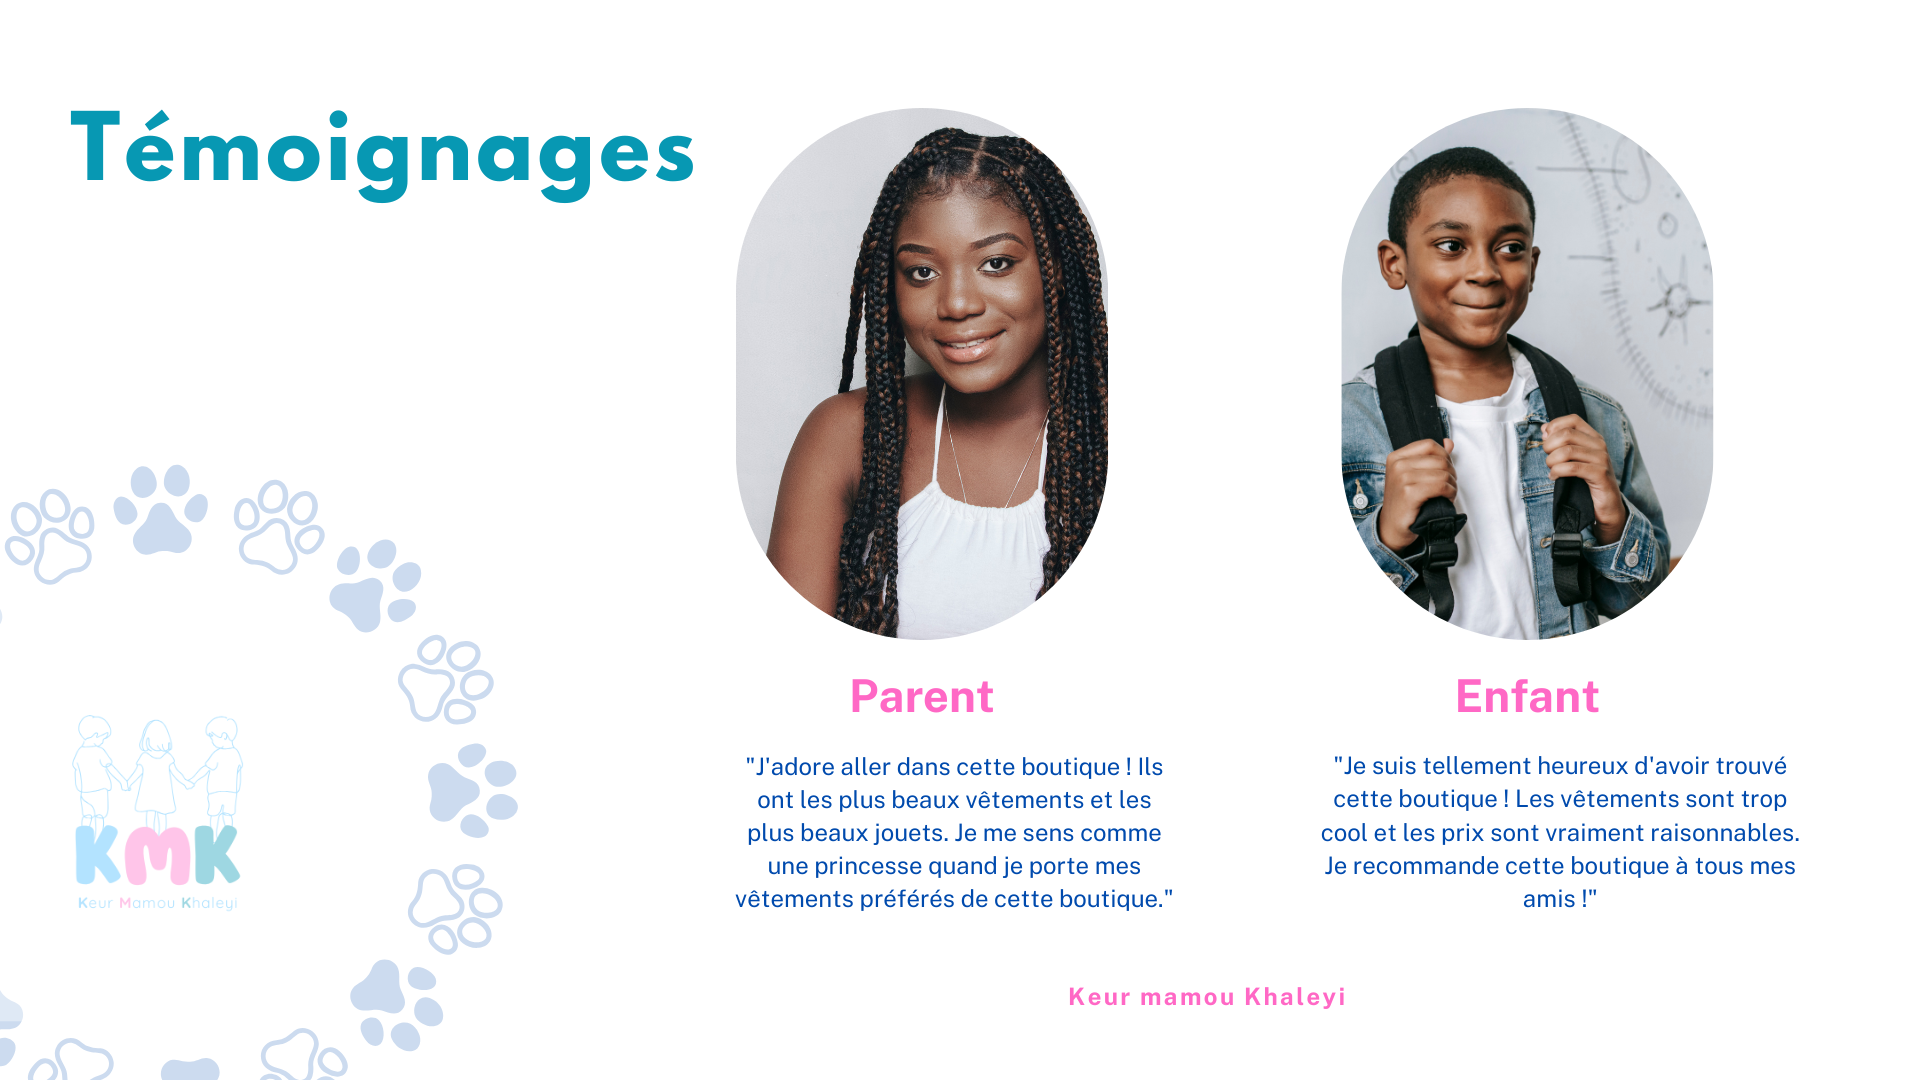 Témoignages
Parent
"J'adore aller dans cette boutique ! Ils
ont les plus beaux vêtements et les
plus beaux jouets. Je me sens comme
une princesse quand je porte mes
vêtements préférés de cette boutique."
Enfant
"Je suis tellement heureux d'avoir trouvé
cette boutique ! Les vêtements sont trop
cool et les prix sont vraiment raisonnables.
Je recommande cette boutique à tous mes
amis !"
KMK
Keur Mamou Khaleyi
Keur mamou Khaleyi